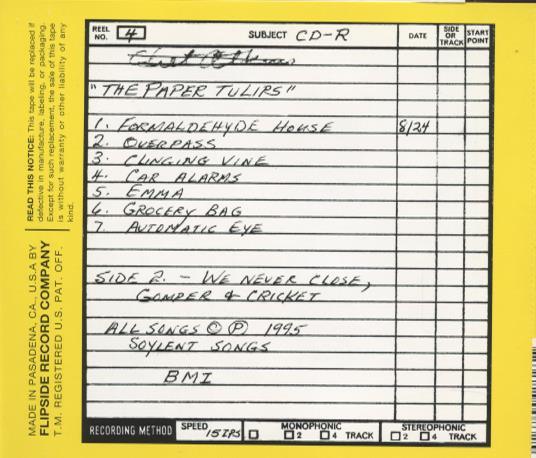 REEL NO. 4 SUBJECT CD-R DATE SIDE OR TRACK START POINT
"THE PAPER TULIPS"
1. FORMALDEHYDE HOUSE 8/24
2. OVERPASS
3. CLINGING VINE
4. CAR ALARMS
5. EMMA
6. GROCERY BAG
7. AUTOMATIC EYE
SIDE 2. - WE NEVER CLOSE,
GOMPER & CRICKET
ALL SONGS © ℗ 1995
SOYLENT SONGS
BMI
RECORDING METHOD SPEED 15 IPS MONOPHONIC 2 4 TRACK STEREOPHONIC 2 4 TRACK
READ THIS NOTICE: This tape will be replaced if
defective in manufacture, labeling, or packaging.
Except for such replacement, the sale of this tape
is without warranty or other liability of any
kind.
MADE IN PASADENA, CA., U.S.A BY
FLIPSIDE RECORD COMPANY
T.M. REGISTERED U.S. PAT. OFF.